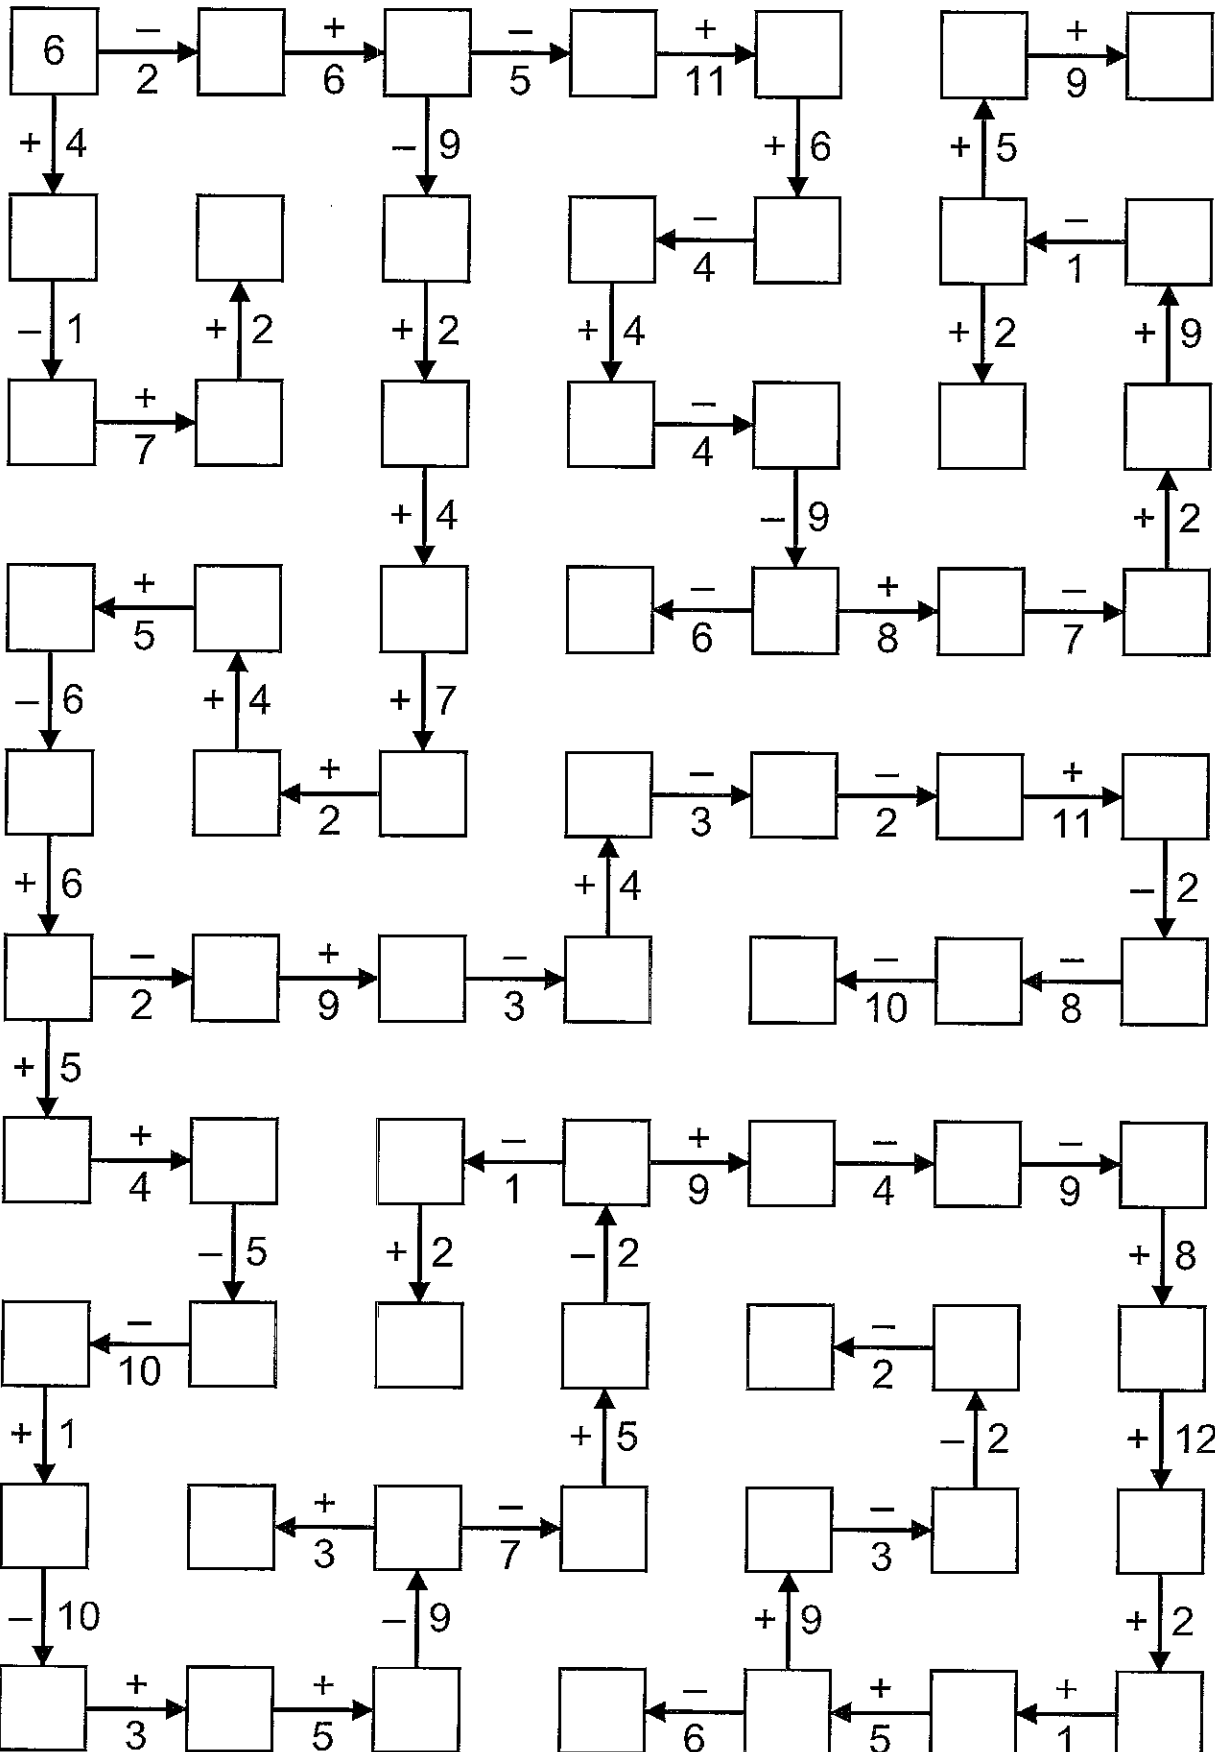 6 − 2 + 6 − 5 + 11 + 9
+ 4 − 9 + 6 + 5
− 4 − 1
− 1 + 2 + 2 + 4 + 2 + 9
+ 7 − 4
+ 4 − 9 + 2
+ 5 − 6 + 8 − 7
− 6 + 4 + 7
+ 2 − 3 − 2 + 11
+ 6 + 4 − 2
− 2 + 9 − 3 − 10 − 8
+ 5
+ 4 − 1 + 9 − 4 − 9
− 5 + 2 − 2 + 8
− 10 − 2
+ 1 + 5 − 2 + 12
+ 3 − 7 − 3
− 10 − 9 + 9 + 2
+ 3 + 5 − 6 + 5 + 1